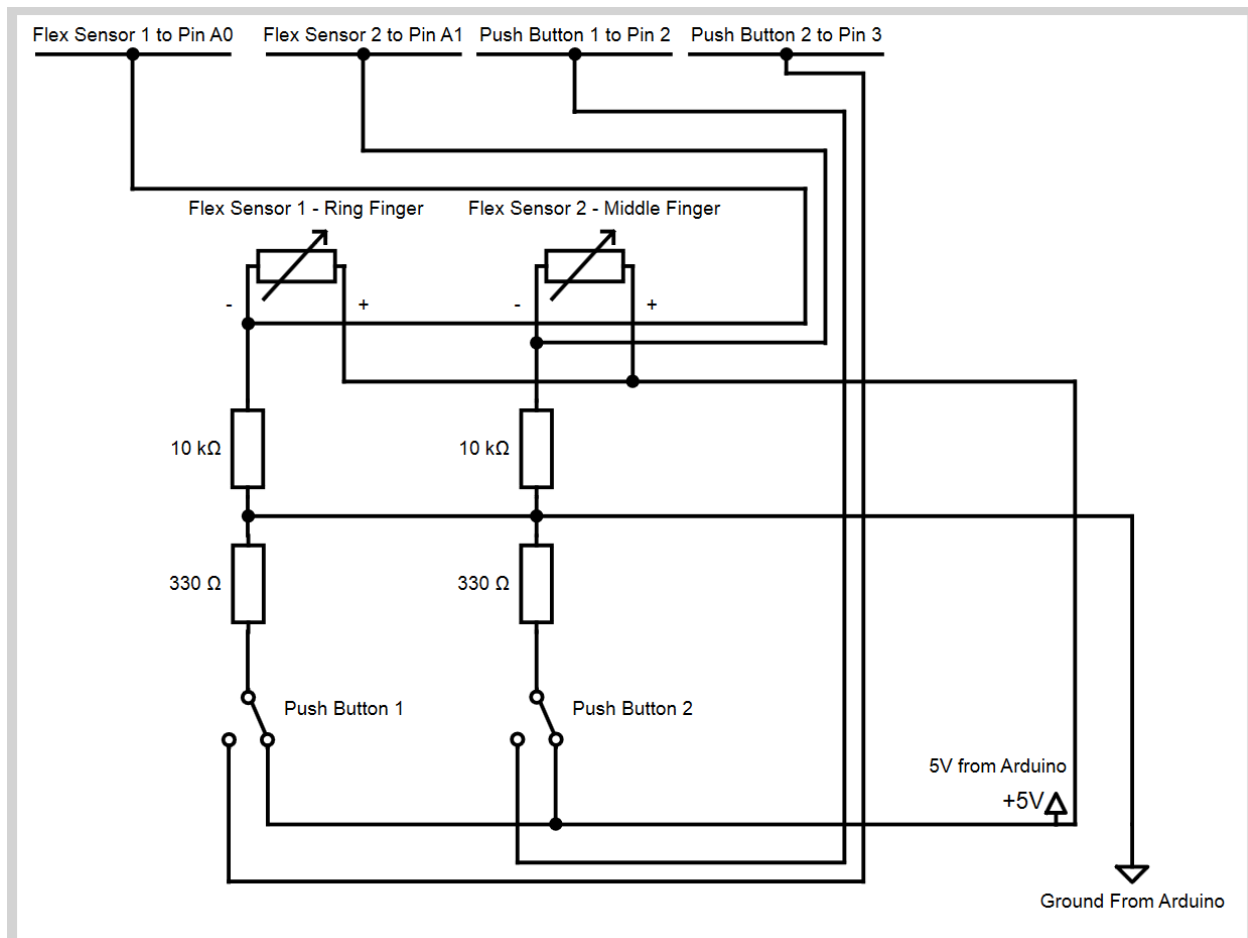 Flex Sensor 1 to Pin A0
Flex Sensor 2 to Pin A1
Push Button 1 to Pin 2
Push Button 2 to Pin 3
Flex Sensor 1 - Ring Finger
Flex Sensor 2 - Middle Finger
-
+
-
+
10 kΩ
10 kΩ
330 Ω
330 Ω
Push Button 1
Push Button 2
5V from Arduino
+5V
Ground From Arduino